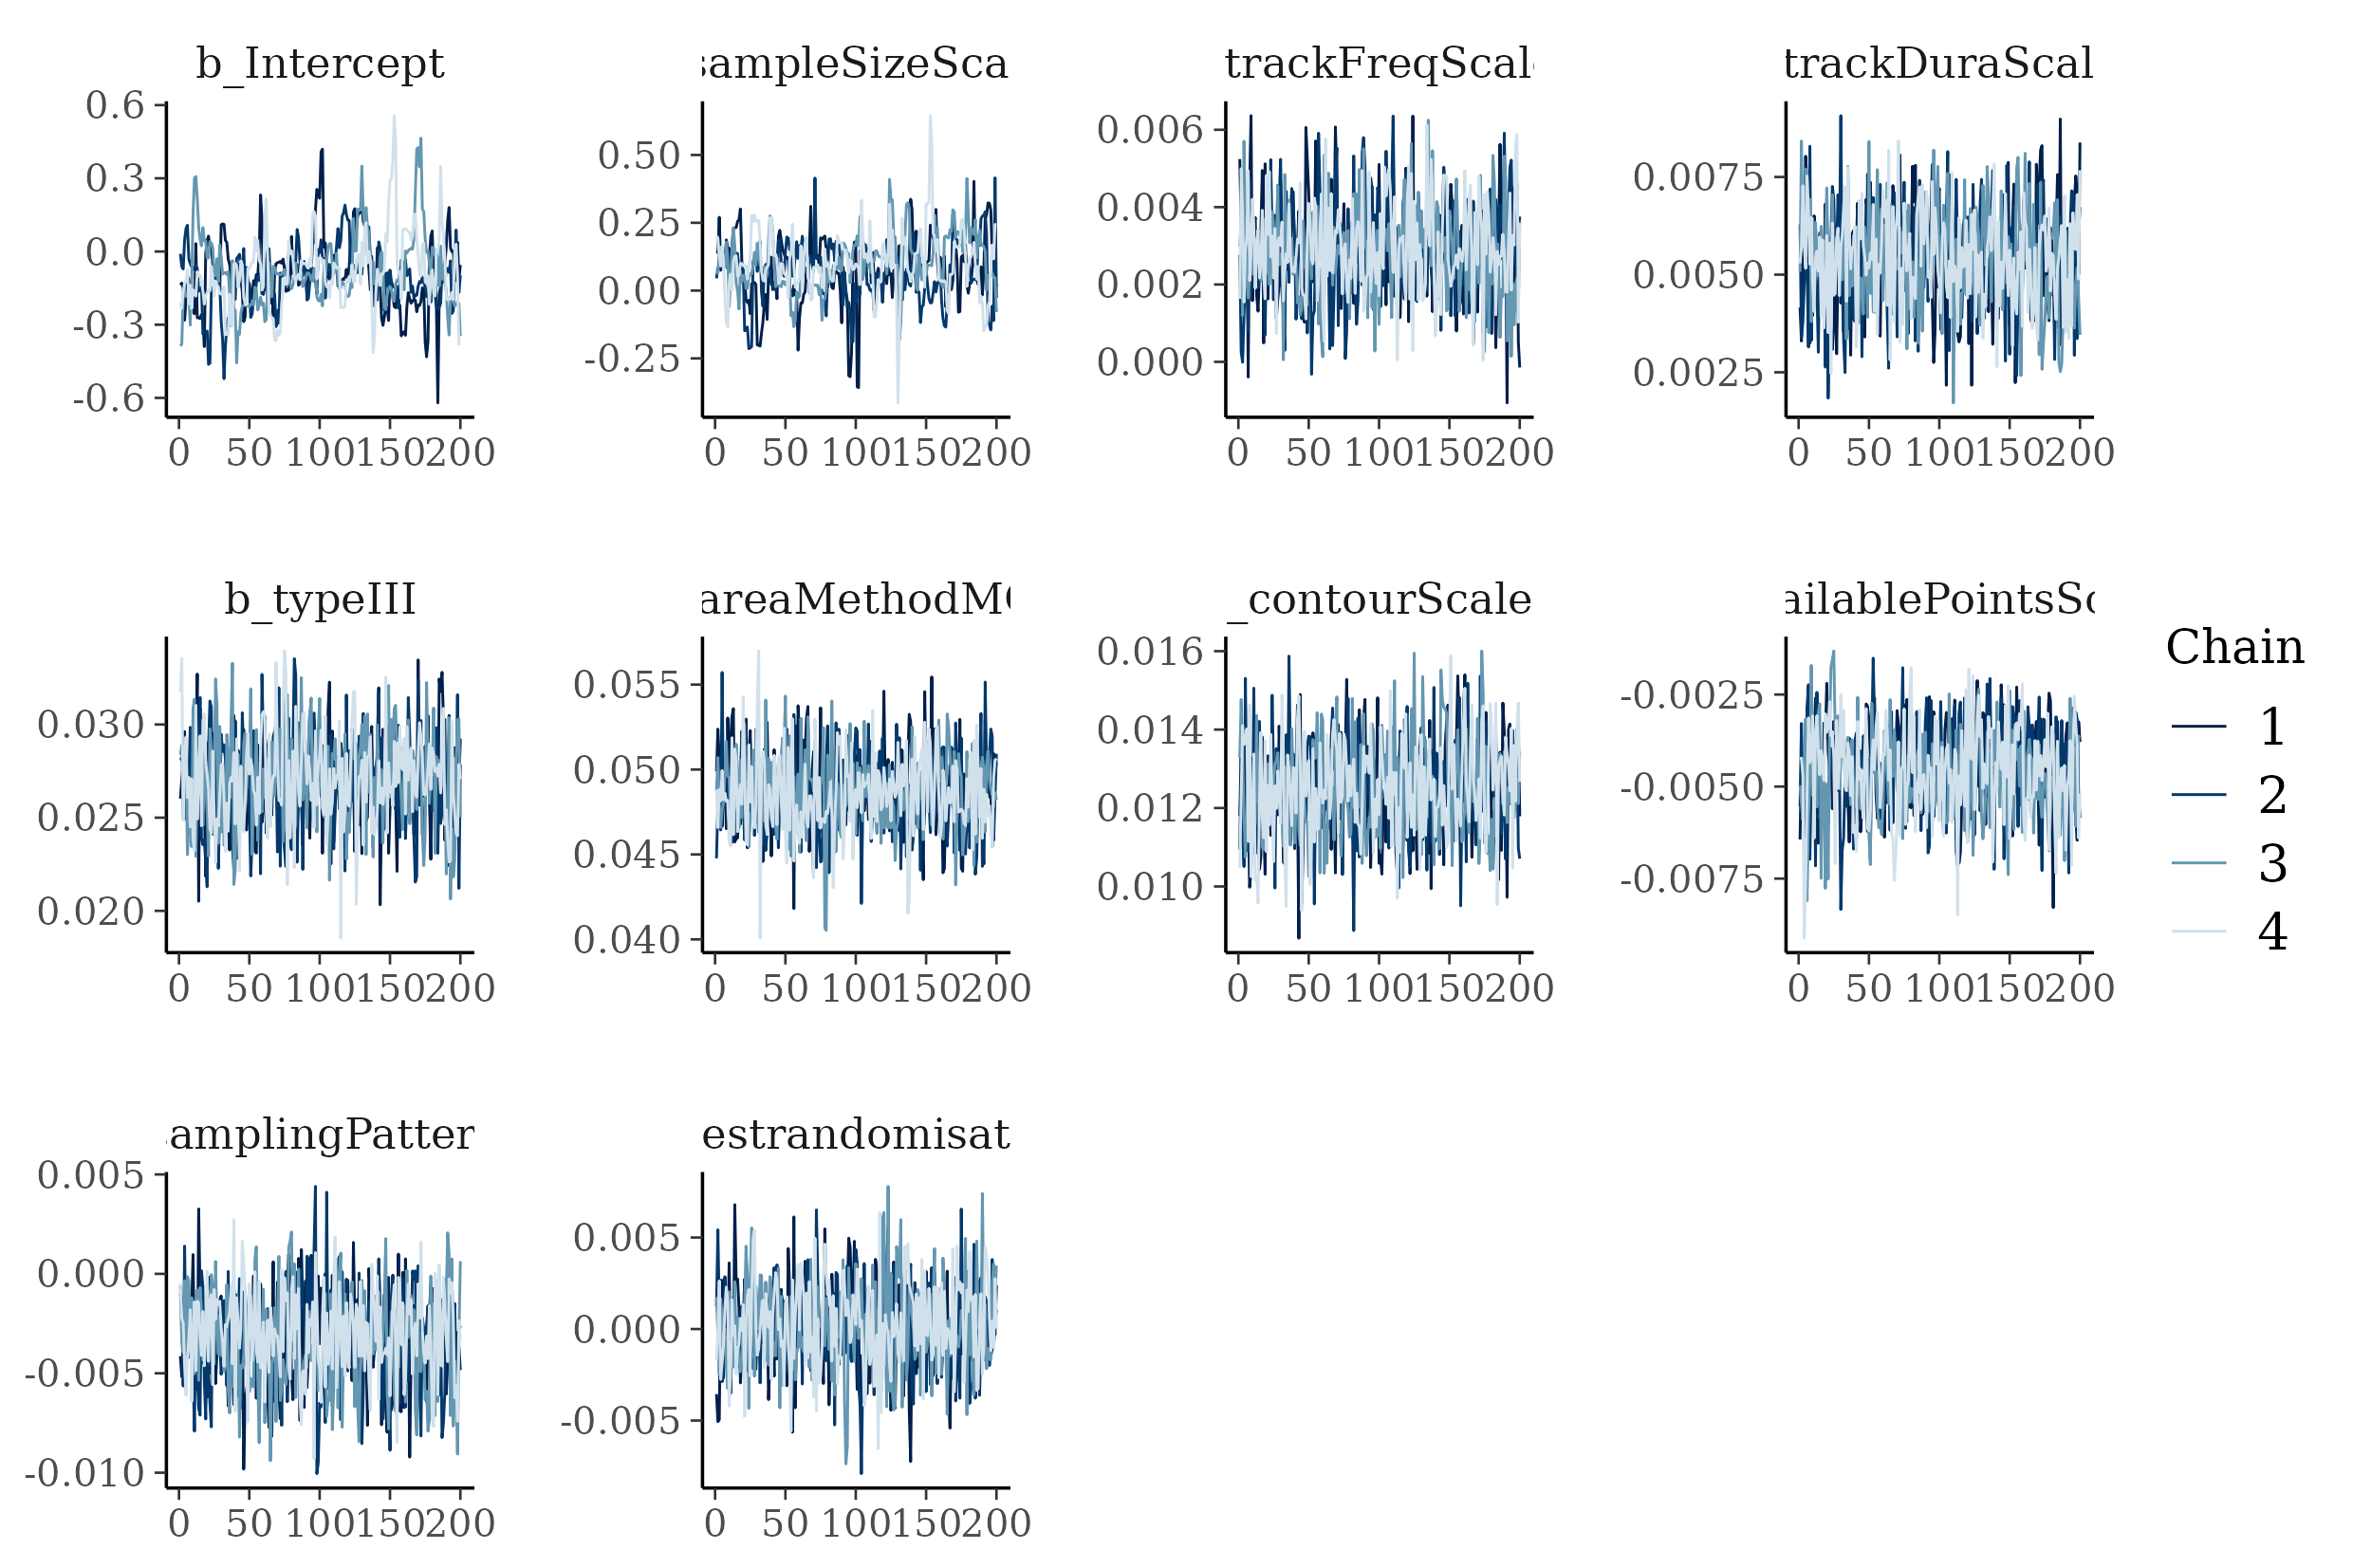 b_Intercept
sampleSizeSca
trackFreqScale
trackDuraScal
0.6
0.3
0.0
-0.3
-0.6
0 50 100 150 200
0.50
0.25
0.00
-0.25
0 50 100 150 200
0.006
0.004
0.002
0.000
0 50 100 150 200
0.0075
0.0050
0.0025
0 50 100 150 200
b_typeIII
areaMethodMC
_contourScale
ailablePointsSc
0.030
0.025
0.020
0 50 100 150 200
0.055
0.050
0.045
0.040
0 50 100 150 200
0.016
0.014
0.012
0.010
0 50 100 150 200
-0.0025
-0.0050
-0.0075
0 50 100 150 200
Chain
1
2
3
4
amplingPatter
estrandomisat
0.005
0.000
-0.005
-0.010
0 50 100 150 200
0.005
0.000
-0.005
0 50 100 150 200